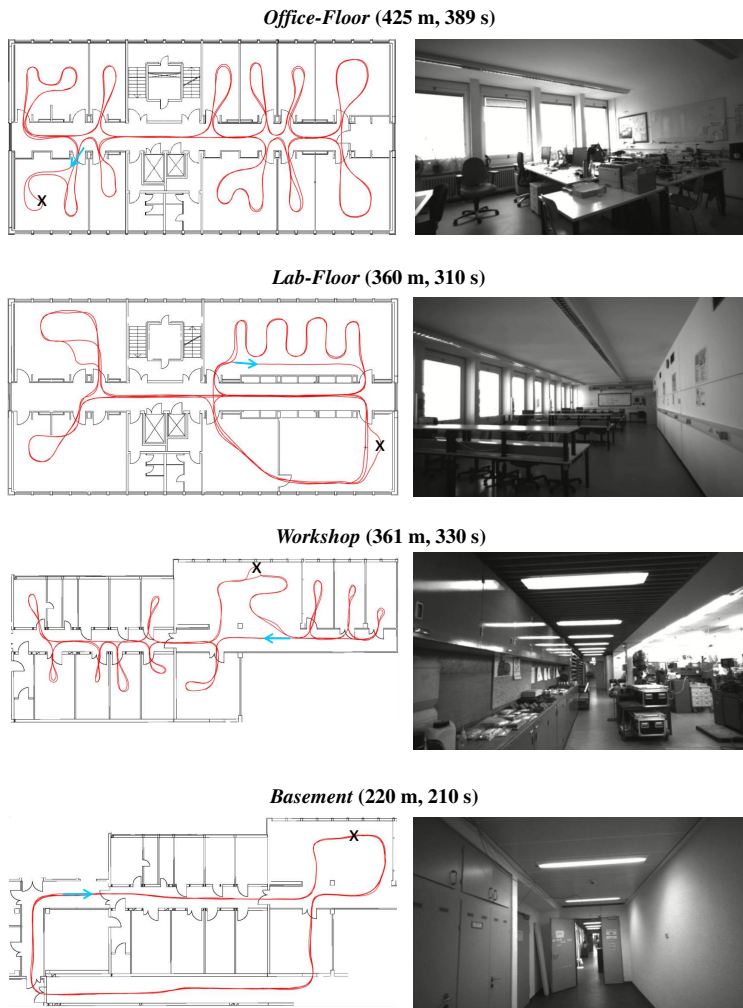 Office-Floor (425 m, 389 s)
X
Lab-Floor (360 m, 310 s)
X
Workshop (361 m, 330 s)
X
Basement (220 m, 210 s)
X